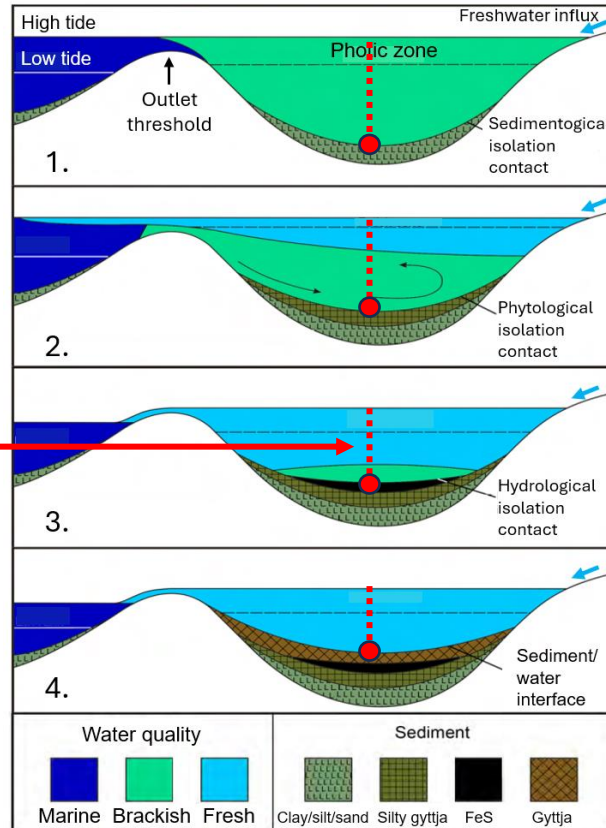 High tide
Freshwater influx
Low tide
Photic zone
Outlet
threshold
Sedimentogical
isolation
contact
1.
Phytological
isolation
contact
2.
Hydrological
isolation
contact
3.
Sediment/
water
interface
4.
Water quality
Sediment
Marine Brackish Fresh
Clay/silt/sand Silty gyttja FeS Gyttja